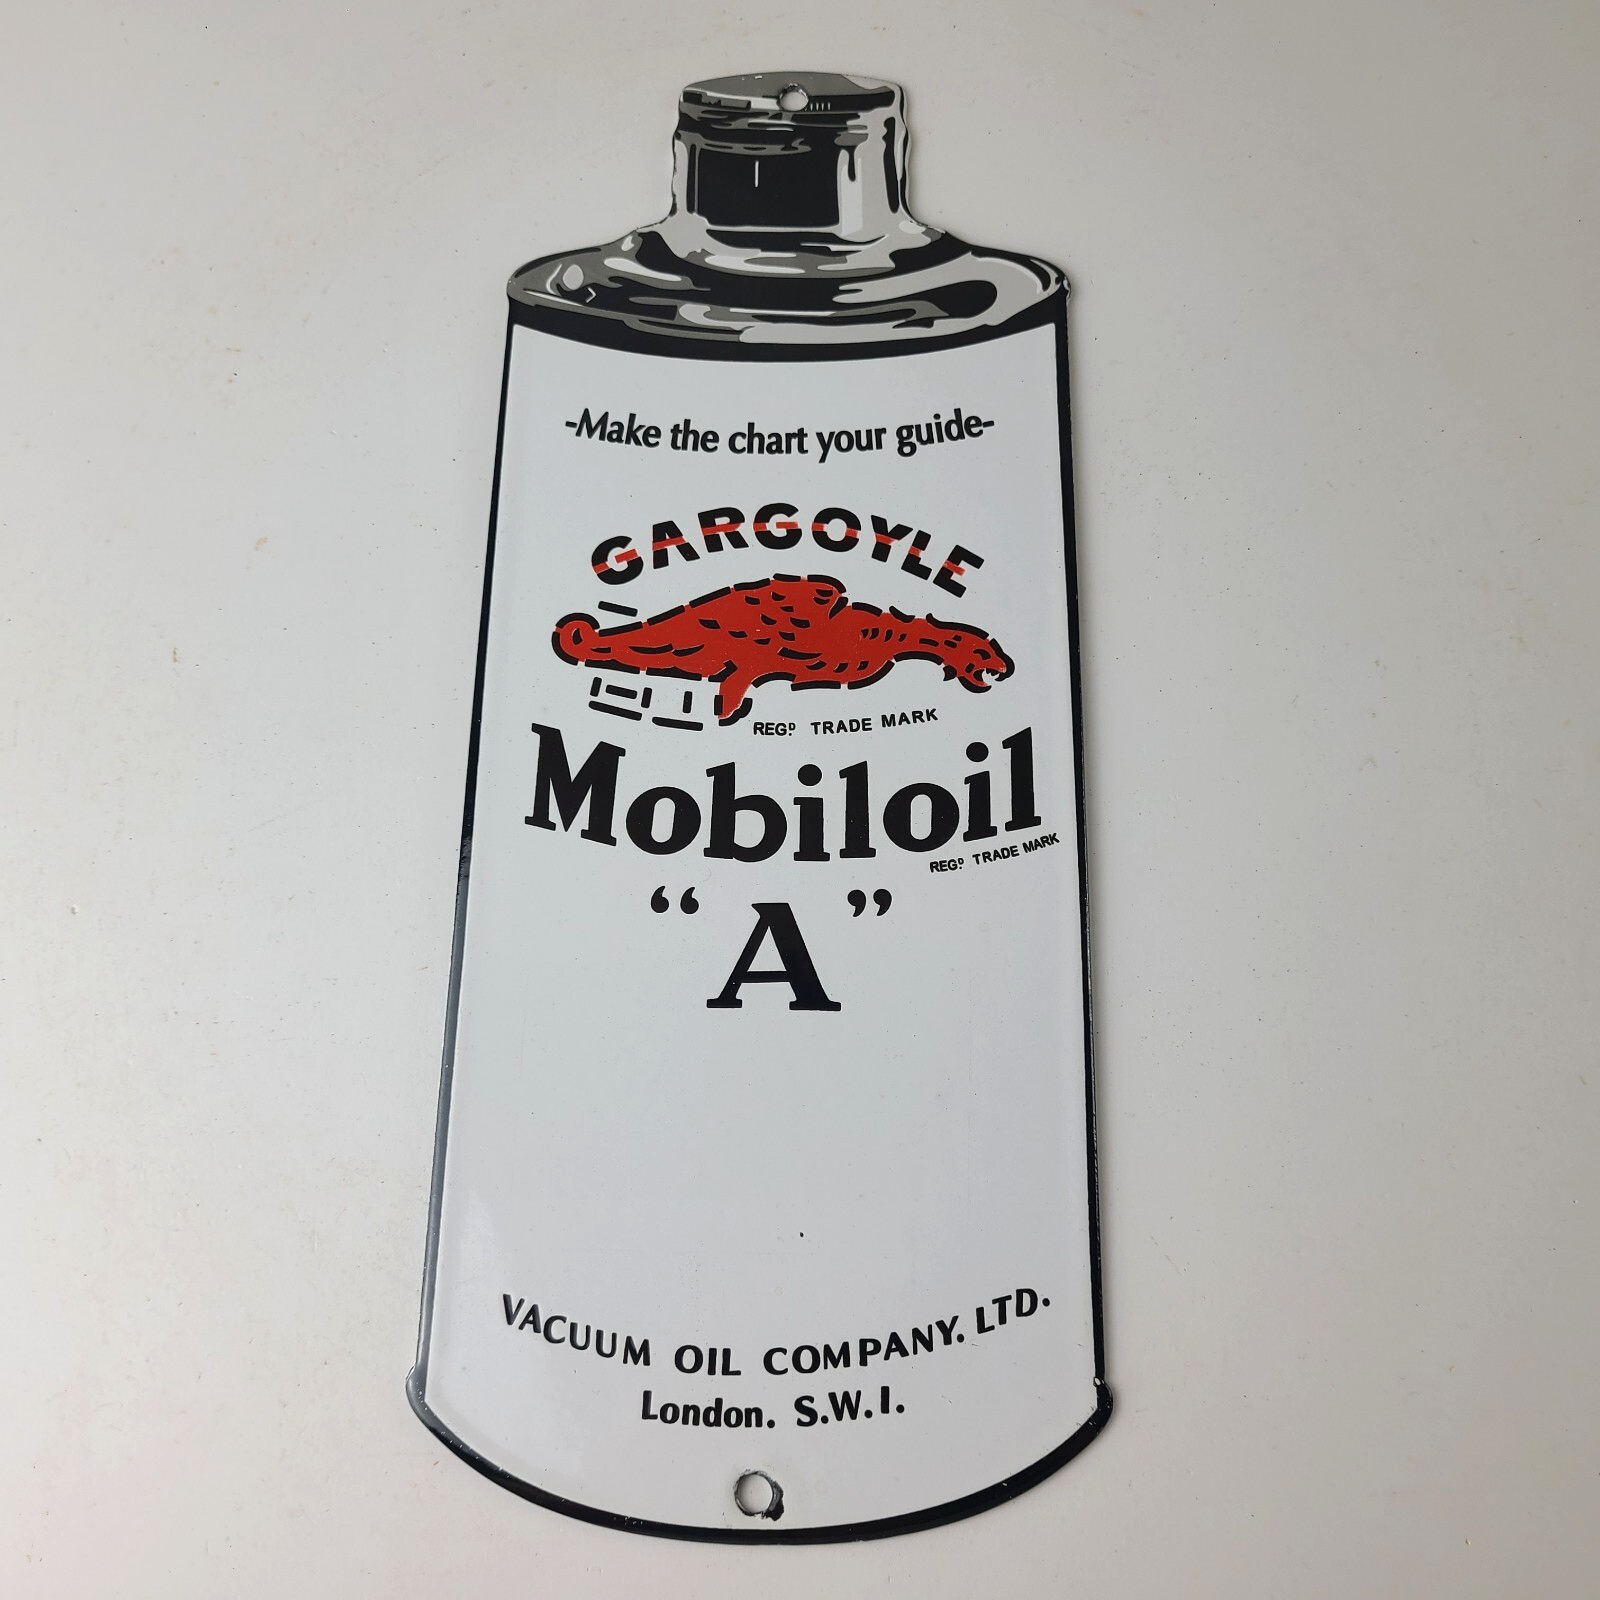 -Make the chart your guide-
GARGOYLE
REGD. TRADE MARK
Mobiloil
REGD. TRADE MARK
“A”
VACUUM OIL COMPANY. LTD.
London. S.W.I.